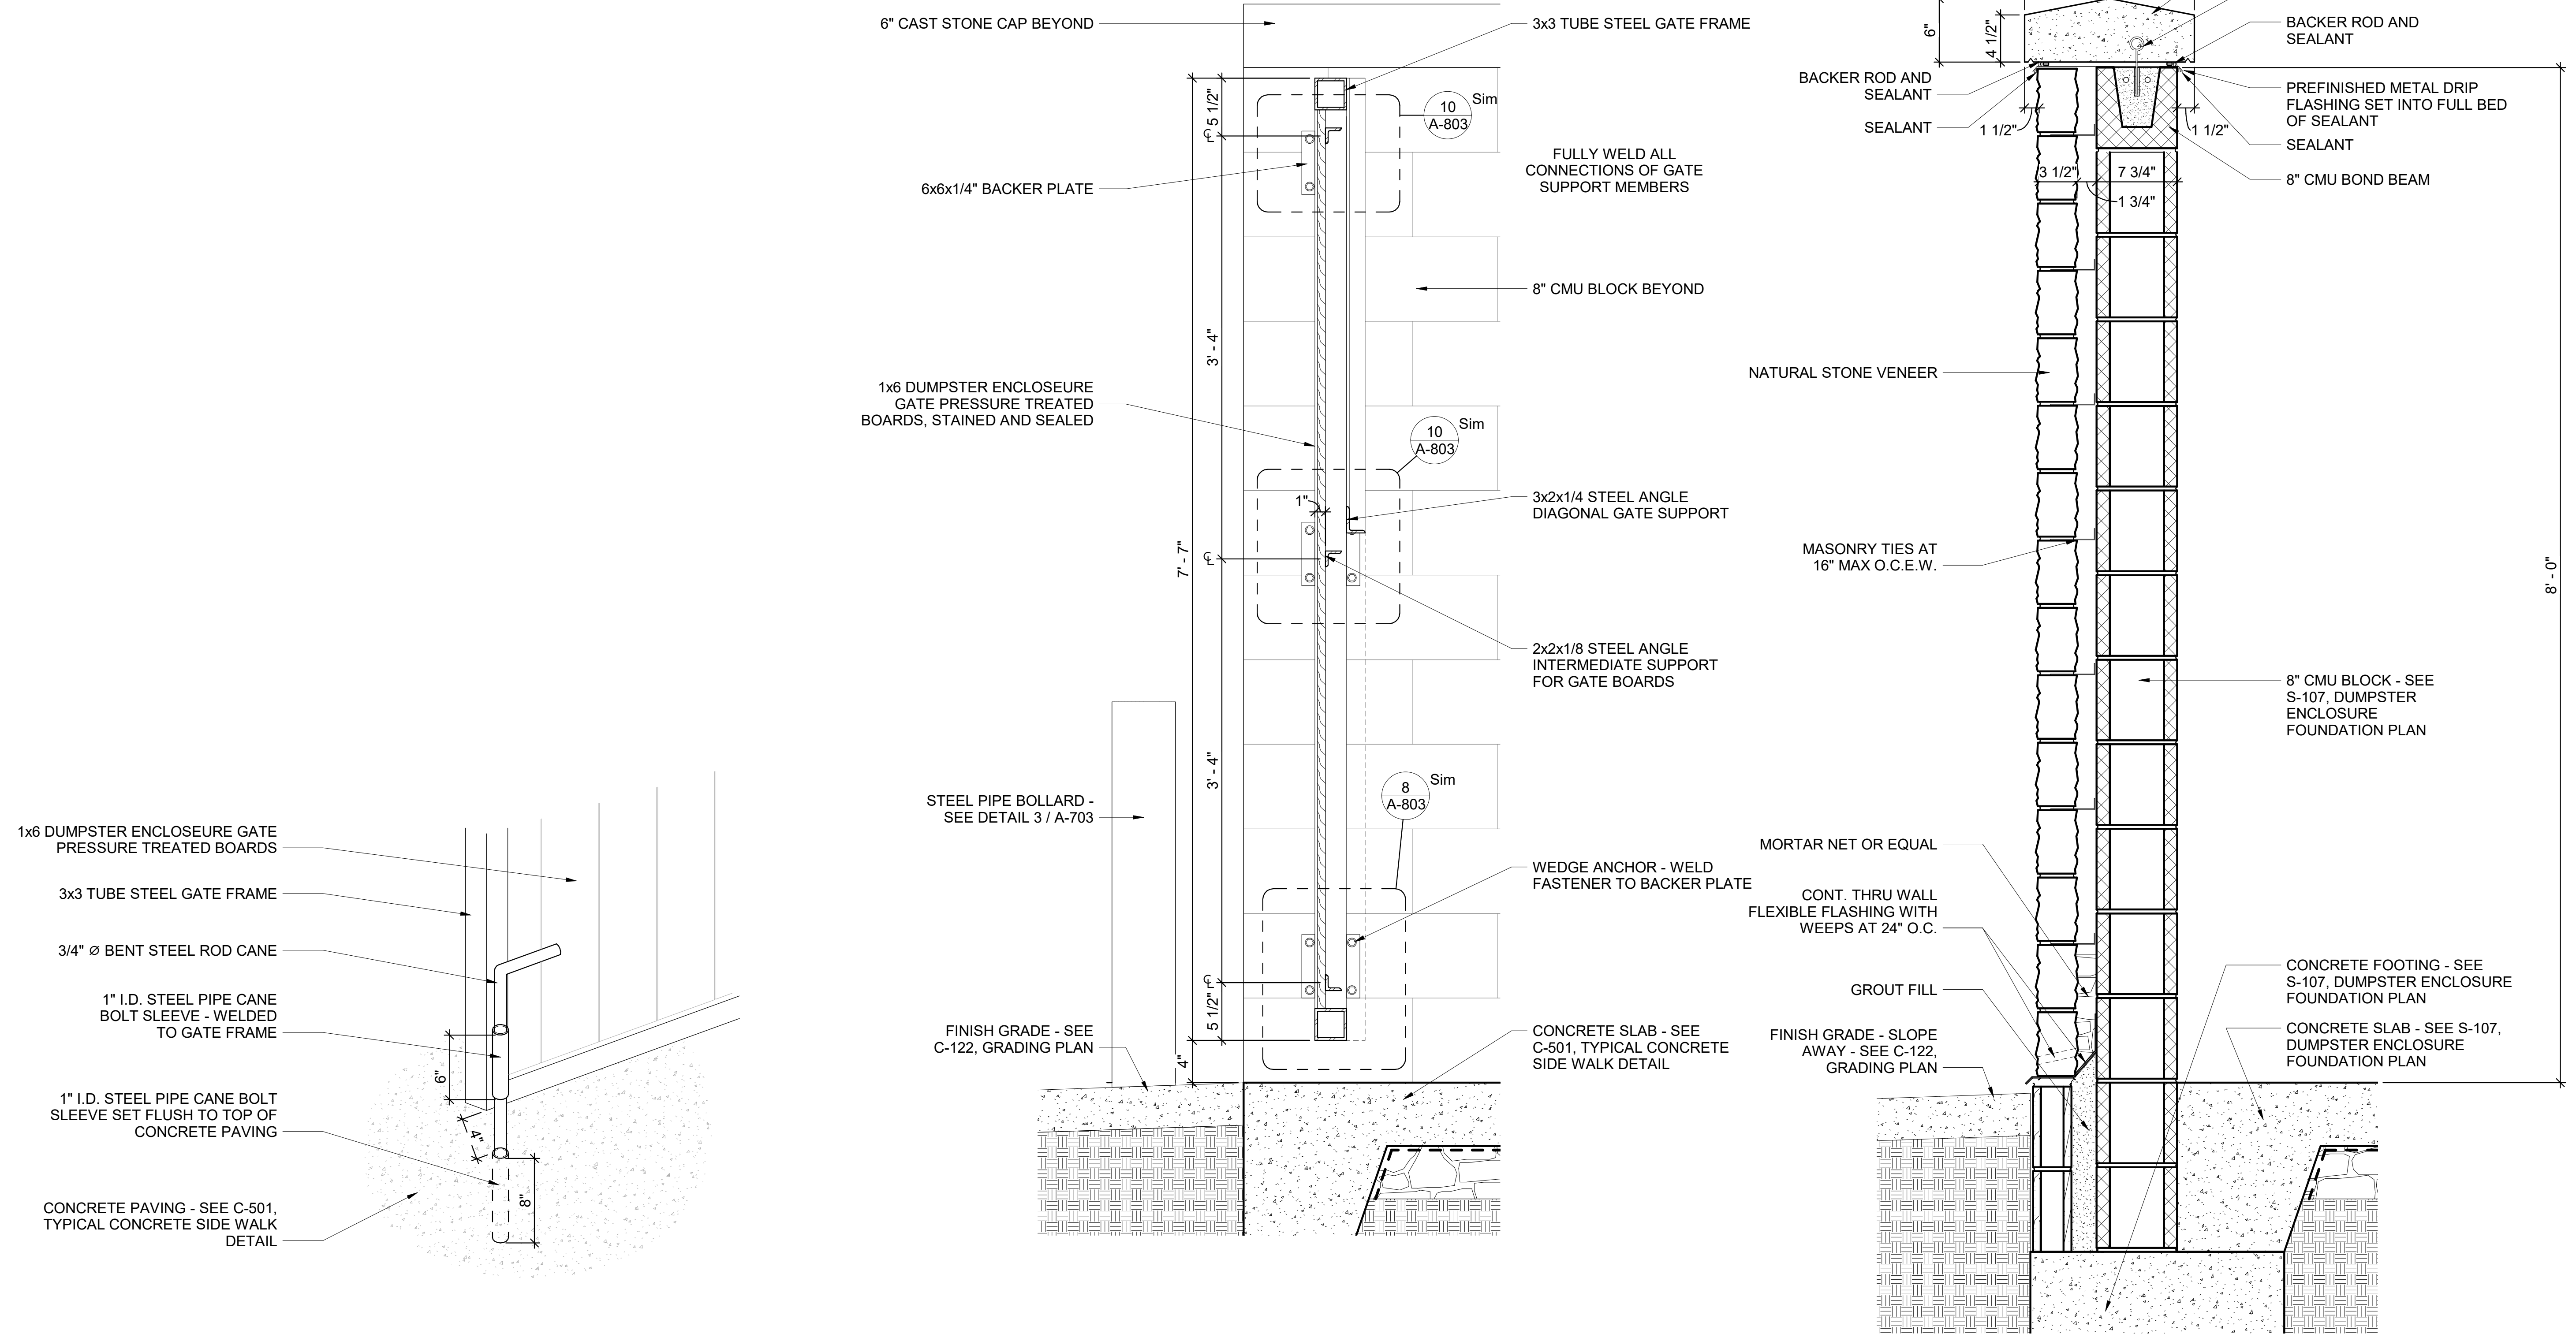 1x6 DUMPSTER ENCLOSEURE GATE
PRESSURE TREATED BOARDS
3x3 TUBE STEEL GATE FRAME
3/4" Ø BENT STEEL ROD CANE
1" I.D. STEEL PIPE CANE
BOLT SLEEVE - WELDED
TO GATE FRAME
1" I.D. STEEL PIPE CANE BOLT
SLEEVE SET FLUSH TO TOP OF
CONCRETE PAVING
CONCRETE PAVING - SEE C-501,
TYPICAL CONCRETE SIDE WALK
DETAIL
6"
4"
8"
6" CAST STONE CAP BEYOND
6x6x1/4" BACKER PLATE
1x6 DUMPSTER ENCLOSEURE
GATE PRESSURE TREATED
BOARDS, STAINED AND SEALED
STEEL PIPE BOLLARD -
SEE DETAIL 3 / A-703
FINISH GRADE - SEE
C-122, GRADING PLAN
7' - 7"
4"
5 1/2"
3' - 4"
3' - 4"
5 1/2"
1"
10
A-803
Sim
10
A-803
Sim
8
A-803
Sim
3x3 TUBE STEEL GATE FRAME
FULLY WELD ALL
CONNECTIONS OF GATE
SUPPORT MEMBERS
8" CMU BLOCK BEYOND
3x2x1/4 STEEL ANGLE
DIAGONAL GATE SUPPORT
2x2x1/8 STEEL ANGLE
INTERMEDIATE SUPPORT
FOR GATE BOARDS
WEDGE ANCHOR - WELD
FASTENER TO BACKER PLATE
CONCRETE SLAB - SEE
C-501, TYPICAL CONCRETE
SIDE WALK DETAIL
6"
4 1/2"
BACKER ROD AND
SEALANT
SEALANT
1 1/2"
1 1/2"
3 1/2"
7 3/4"
1 3/4"
NATURAL STONE VENEER
MASONRY TIES AT
16" MAX O.C.E.W.
MORTAR NET OR EQUAL
CONT. THRU WALL
FLEXIBLE FLASHING WITH
WEEPS AT 24" O.C.
GROUT FILL
FINISH GRADE - SLOPE
AWAY - SEE C-122,
GRADING PLAN
BACKER ROD AND
SEALANT
PREFINISHED METAL DRIP
FLASHING SET INTO FULL BED
OF SEALANT
SEALANT
8" CMU BOND BEAM
8" CMU BLOCK - SEE
S-107, DUMPSTER
ENCLOSURE
FOUNDATION PLAN
CONCRETE FOOTING - SEE
S-107, DUMPSTER ENCLOSURE
FOUNDATION PLAN
CONCRETE SLAB - SEE S-107,
DUMPSTER ENCLOSURE
FOUNDATION PLAN
8' - 0"